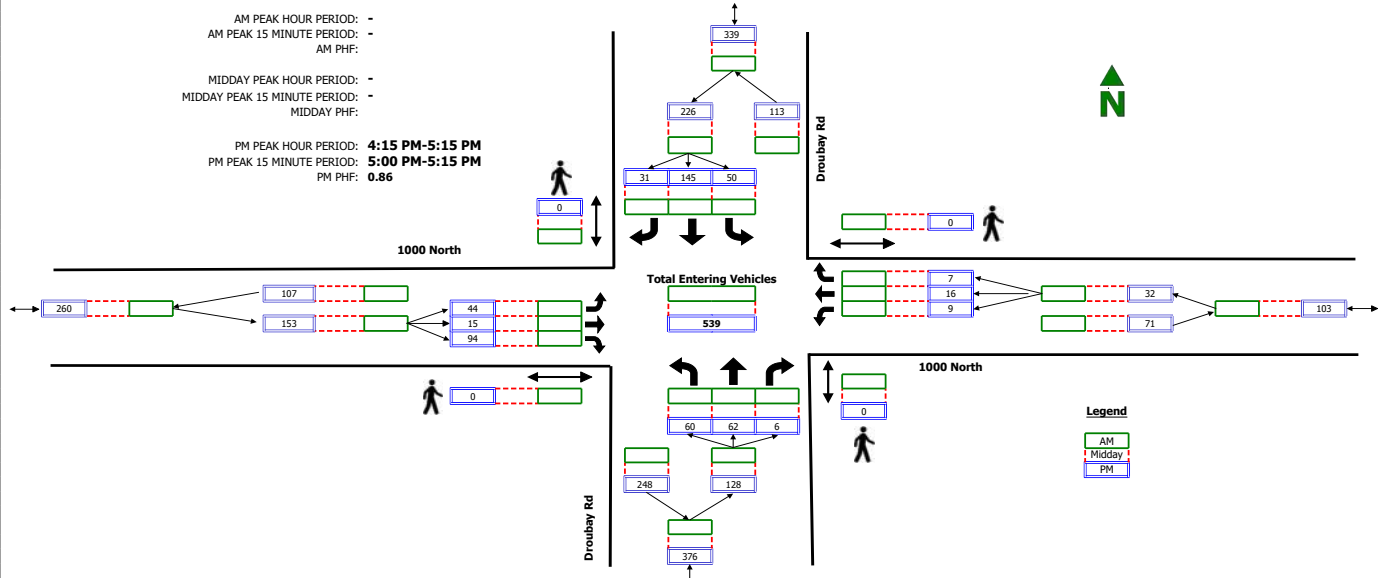 AM PEAK HOUR PERIOD: -
AM PEAK 15 MINUTE PERIOD: -
AM PHF:
MIDDAY PEAK HOUR PERIOD: -
MIDDAY PEAK 15 MINUTE PERIOD: -
MIDDAY PHF:
PM PEAK HOUR PERIOD: 4:15 PM-5:15 PM
PM PEAK 15 MINUTE PERIOD: 5:00 PM-5:15 PM
PM PHF: 0.86
339
226
113
31 145 50
Droubay Rd
N
0
0
1000 North
Total Entering Vehicles
539
260
107
153
44
15
94
7
16
9
32
71
103
1000 North
0
0
60 62 6
248
128
376
Droubay Rd
Legend
AM
Midday
PM